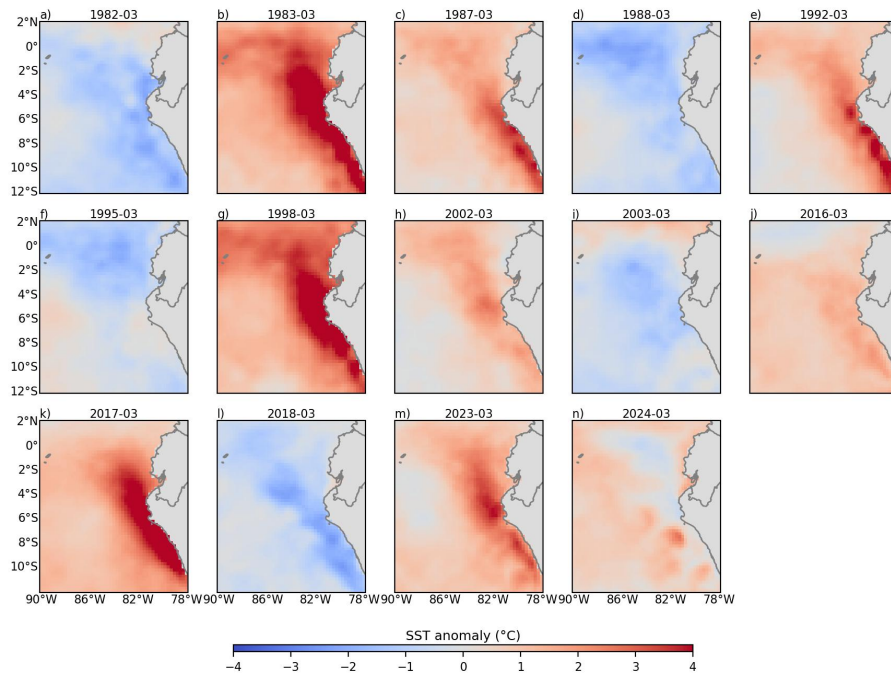 a) 1982-03 b) 1983-03 c) 1987-03 d) 1988-03 e) 1992-03
2°N
0°
2°S
4°S
6°S
8°S
10°S
12°S
f) 1995-03 g) 1998-03 h) 2002-03 i) 2003-03 j) 2016-03
2°N
0°
2°S
4°S
6°S
8°S
10°S
12°S
k) 2017-03 l) 2018-03 m) 2023-03 n) 2024-03
2°N
0°
2°S
4°S
6°S
8°S
10°S
90°W 86°W 82°W 78°W 90°W 86°W 82°W 78°W 90°W 86°W 82°W 78°W 90°W 86°W 82°W 78°W
SST anomaly (°C)
−4 −3 −2 −1 0 1 2 3 4